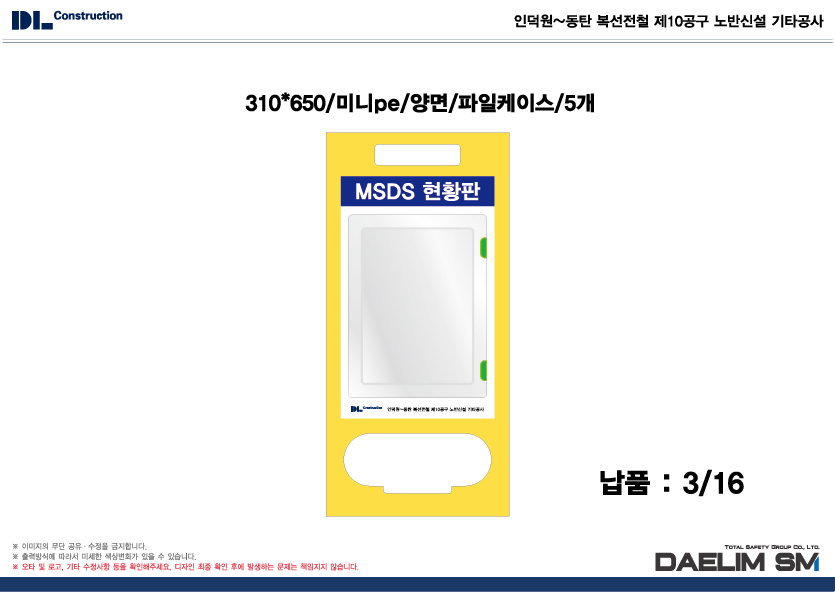 DL Construction
인덕원~동탄 복선전철 제10공구 노반신설 기타공사
310*650/미니pe/양면/파일케이스/5개
MSDS 현황판
DL Construction 인덕원~동탄 복선전철 제10공구 노반신설 기타공사
납품 : 3/16
※ 이미지의 무단 공유·수정을 금지합니다.
※ 출력방식에 따라서 미세한 색상변화가 있을 수 있습니다.
※ 오타 및 로고, 기타 수정사항 등을 확인해주세요. 디자인 최종 확인 후에 발생하는 문제는 책임지지 않습니다.
TOTAL SAFETY GROUP CO., LTD.
DAELIM SM